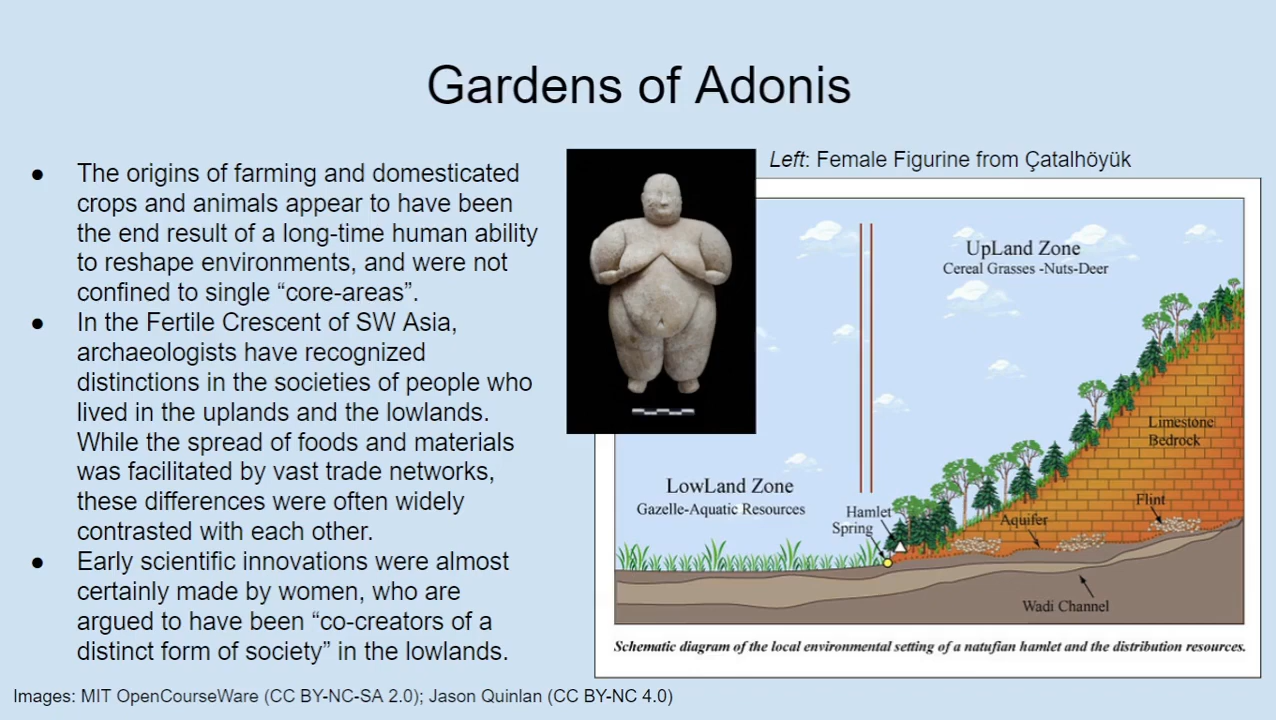 Gardens of Adonis
● The origins of farming and domesticated
crops and animals appear to have been
the end result of a long-time human ability
to reshape environments, and were not
confined to single “core-areas”.
● In the Fertile Crescent of SW Asia,
archaeologists have recognized
distinctions in the societies of people who
lived in the uplands and the lowlands.
While the spread of foods and materials
was facilitated by vast trade networks,
these differences were often widely
contrasted with each other.
● Early scientific innovations were almost
certainly made by women, who are
argued to have been “co-creators of a
distinct form of society” in the lowlands.
Left: Female Figurine from Çatalhöyük
UpLand Zone
Cereal Grasses -Nuts-Deer
LowLand Zone
Gazelle-Aquatic Resources
Hamlet
Spring
Limestone
Bedrock
Flint
Aquifer
Wadi Channel
Schematic diagram of the local environmental setting of a natufian hamlet and the distribution resources.
Images: MIT OpenCourseWare (CC BY-NC-SA 2.0); Jason Quinlan (CC BY-NC 4.0)